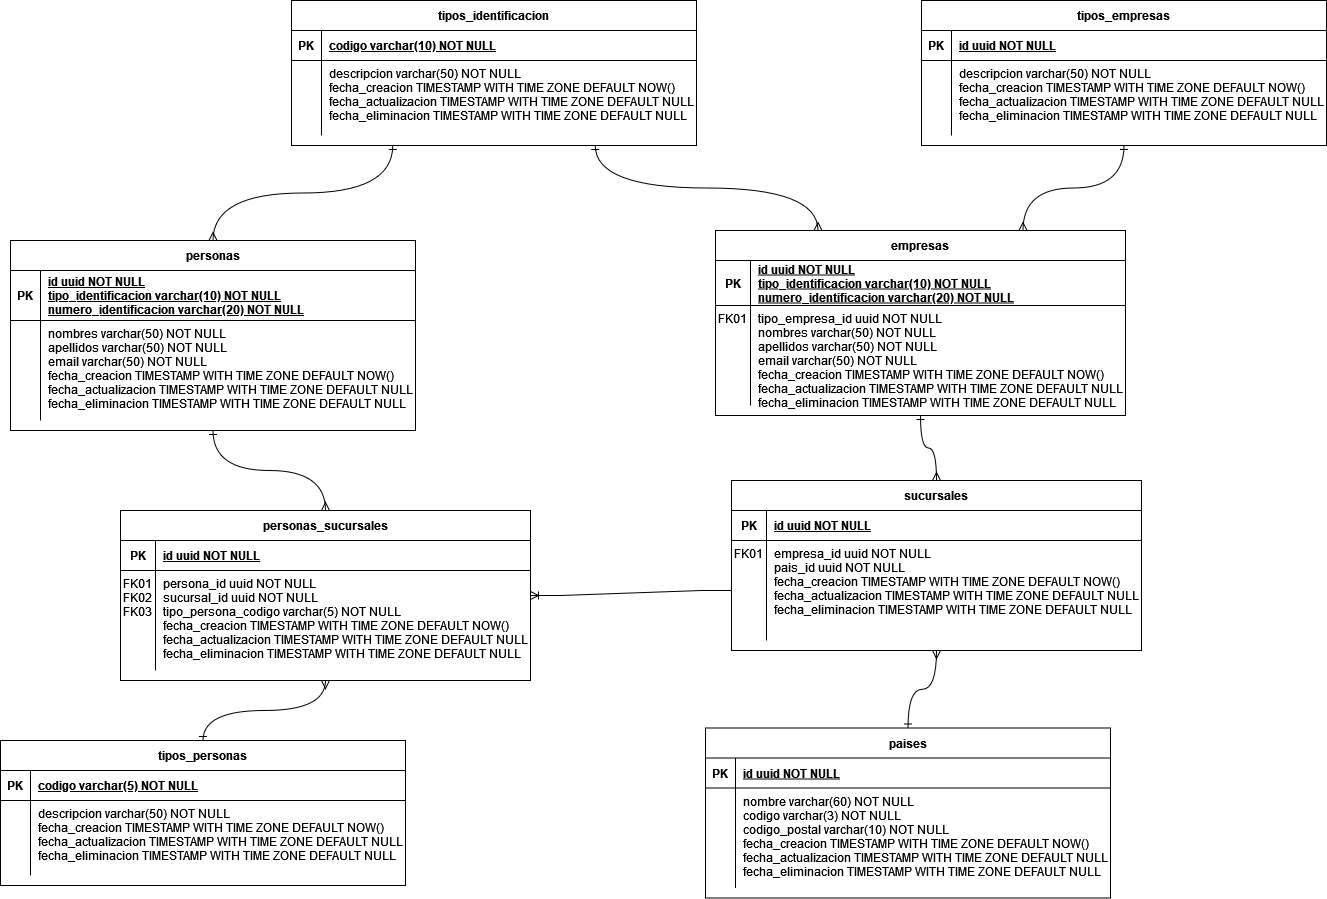 tipos_identificacion
PK codigo varchar(10) NOT NULL
descripcion varchar(50) NOT NULL
fecha_creacion TIMESTAMP WITH TIME ZONE DEFAULT NOW()
fecha_actualizacion TIMESTAMP WITH TIME ZONE DEFAULT NULL
fecha_eliminacion TIMESTAMP WITH TIME ZONE DEFAULT NULL
tipos_empresas
PK id uuid NOT NULL
descripcion varchar(50) NOT NULL
fecha_creacion TIMESTAMP WITH TIME ZONE DEFAULT NOW()
fecha_actualizacion TIMESTAMP WITH TIME ZONE DEFAULT NULL
fecha_eliminacion TIMESTAMP WITH TIME ZONE DEFAULT NULL
personas
id uuid NOT NULL
PK tipo_identificacion varchar(10) NOT NULL
numero_identificacion varchar(20) NOT NULL
nombres varchar(50) NOT NULL
apellidos varchar(50) NOT NULL
email varchar(50) NOT NULL
fecha_creacion TIMESTAMP WITH TIME ZONE DEFAULT NOW()
fecha_actualizacion TIMESTAMP WITH TIME ZONE DEFAULT NULL
fecha_eliminacion TIMESTAMP WITH TIME ZONE DEFAULT NULL
empresas
id uuid NOT NULL
PK tipo_identificacion varchar(10) NOT NULL
numero_identificacion varchar(20) NOT NULL
FK01 tipo_empresa_id uuid NOT NULL
nombres varchar(50) NOT NULL
apellidos varchar(50) NOT NULL
email varchar(50) NOT NULL
fecha_creacion TIMESTAMP WITH TIME ZONE DEFAULT NOW()
fecha_actualizacion TIMESTAMP WITH TIME ZONE DEFAULT NULL
fecha_eliminacion TIMESTAMP WITH TIME ZONE DEFAULT NULL
personas_sucursales
PK id uuid NOT NULL
FK01 persona_id uuid NOT NULL
FK02 sucursal_id uuid NOT NULL
FK03 tipo_persona_codigo varchar(5) NOT NULL
fecha_creacion TIMESTAMP WITH TIME ZONE DEFAULT NOW()
fecha_actualizacion TIMESTAMP WITH TIME ZONE DEFAULT NULL
fecha_eliminacion TIMESTAMP WITH TIME ZONE DEFAULT NULL
sucursales
PK id uuid NOT NULL
FK01 empresa_id uuid NOT NULL
pais_id uuid NOT NULL
fecha_creacion TIMESTAMP WITH TIME ZONE DEFAULT NOW()
fecha_actualizacion TIMESTAMP WITH TIME ZONE DEFAULT NULL
fecha_eliminacion TIMESTAMP WITH TIME ZONE DEFAULT NULL
tipos_personas
PK codigo varchar(5) NOT NULL
descripcion varchar(50) NOT NULL
fecha_creacion TIMESTAMP WITH TIME ZONE DEFAULT NOW()
fecha_actualizacion TIMESTAMP WITH TIME ZONE DEFAULT NULL
fecha_eliminacion TIMESTAMP WITH TIME ZONE DEFAULT NULL
paises
PK id uuid NOT NULL
nombre varchar(60) NOT NULL
codigo varchar(3) NOT NULL
codigo_postal varchar(10) NOT NULL
fecha_creacion TIMESTAMP WITH TIME ZONE DEFAULT NOW()
fecha_actualizacion TIMESTAMP WITH TIME ZONE DEFAULT NULL
fecha_eliminacion TIMESTAMP WITH TIME ZONE DEFAULT NULL